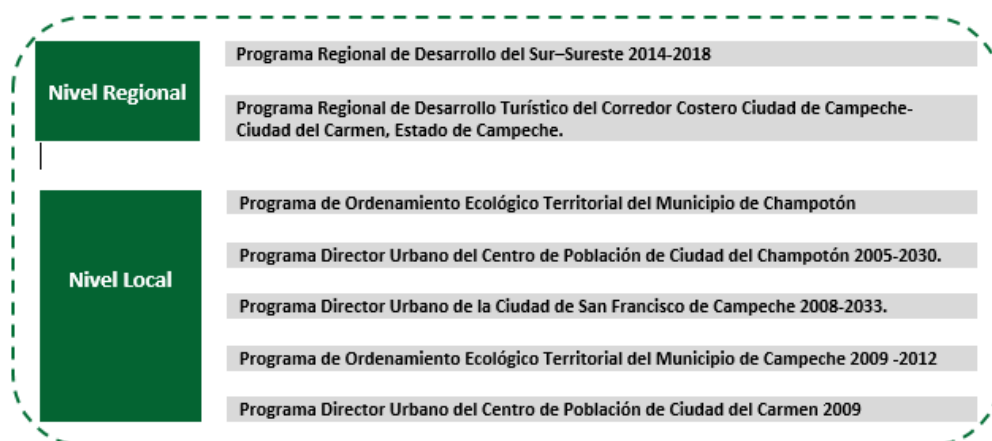 Nivel Regional
Programa Regional de Desarrollo del Sur–Sureste 2014-2018
Programa Regional de Desarrollo Turístico del Corredor Costero Ciudad de Campeche-
Ciudad del Carmen, Estado de Campeche.
Nivel Local
Programa de Ordenamiento Ecológico Territorial del Municipio de Champotón
Programa Director Urbano del Centro de Población de Ciudad del Champotón 2005-2030.
Programa Director Urbano de la Ciudad de San Francisco de Campeche 2008-2033.
Programa de Ordenamiento Ecológico Territorial del Municipio de Campeche 2009 -2012
Programa Director Urbano del Centro de Población de Ciudad del Carmen 2009